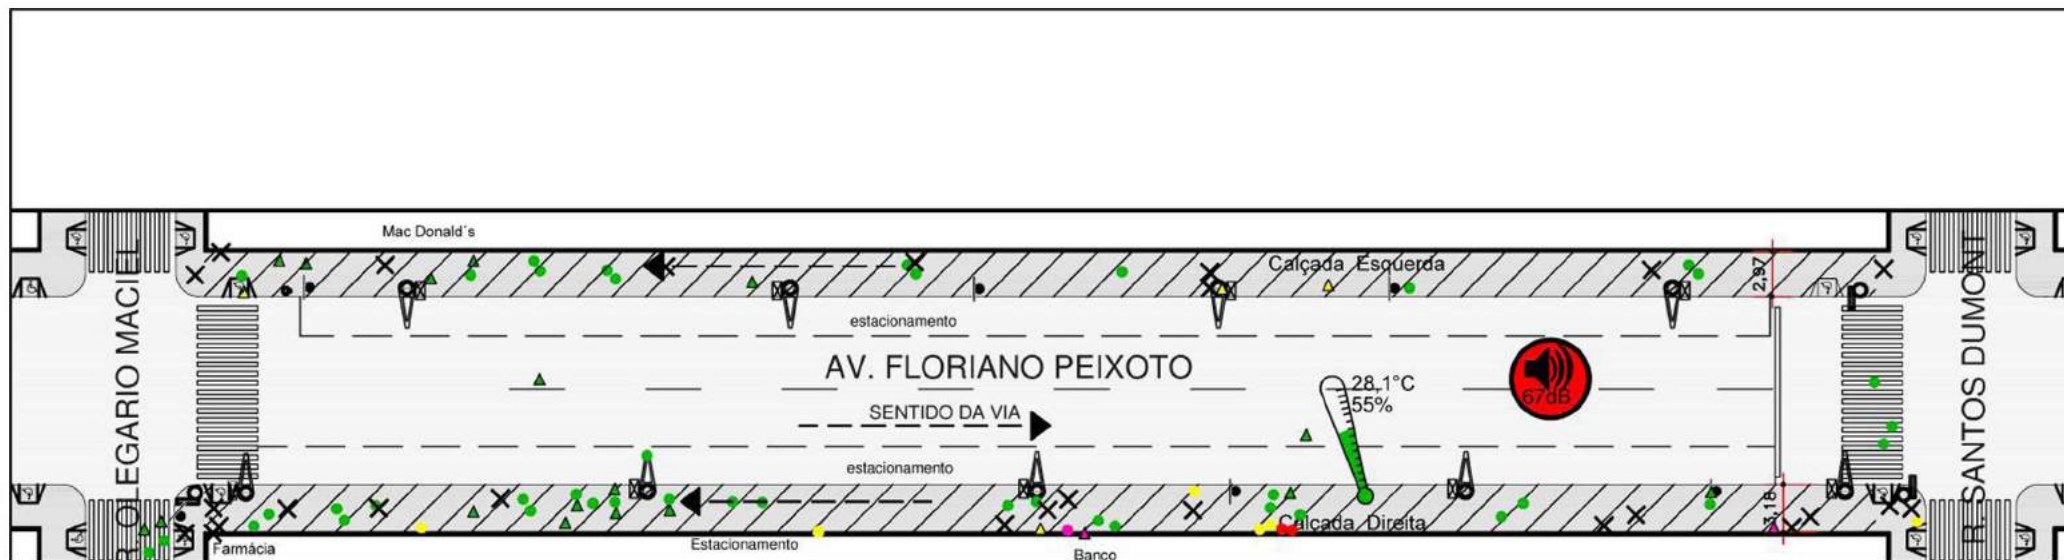 Mac Donald's
Calçada Esquerda
2,97
estacionamento
AV. FLORIANO PEIXOTO
28,1°C
55%
67dB
SENTIDO DA VIA
estacionamento
R. OLEGARIO MACIEL
R. SANTOS DUMONT
3,18
Calçada Direita
Farmácia
Estacionamento
Banco